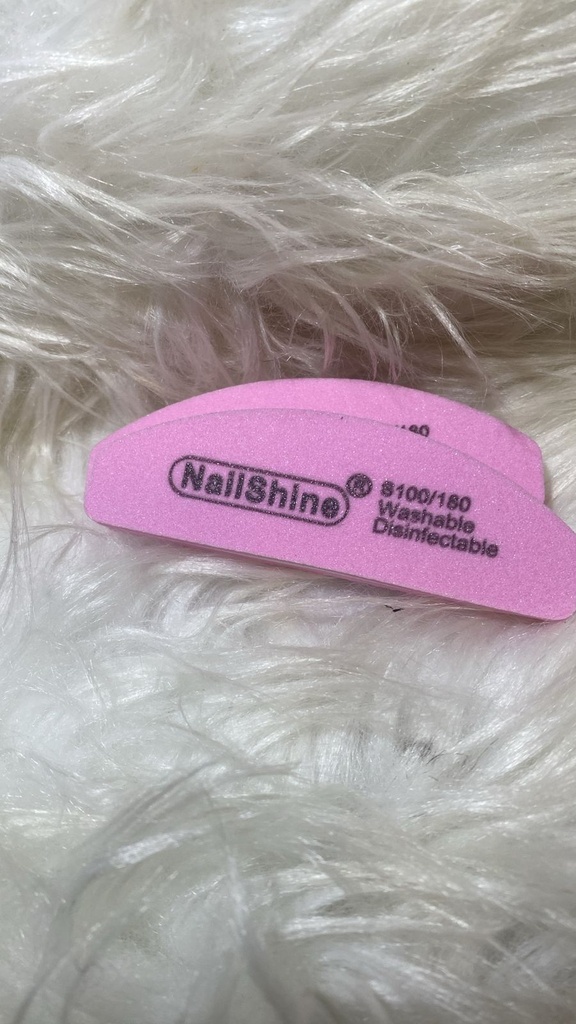 NailShine®
S100/180
Washable
Disinfectable